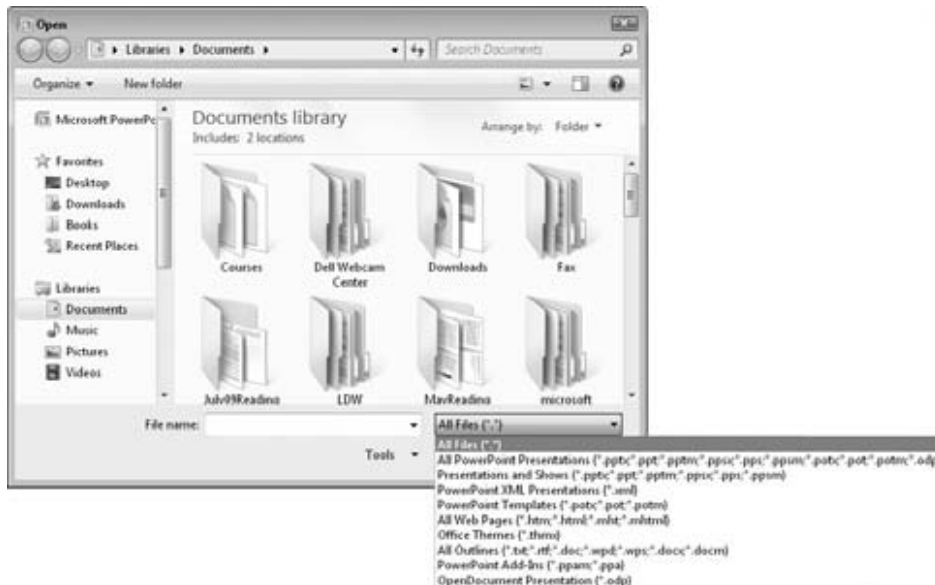 Open
Libraries ▸ Documents ▸
Search Documents
Organize
New folder
Microsoft PowerPo
Favorites
Desktop
Downloads
Books
Recent Places
Libraries
Documents
Music
Pictures
Videos
Documents library
Includes: 2 locations
Arrange by: Folder
Courses
Dell Webcam
Center
Downloads
Fax
July09Reading
LDW
MayReading
microsoft
File name:
All Files (*.*)
Tools
All Files (*.*)
All PowerPoint Presentations (*.pptx;*.ppt;*.pptm;*.ppsx;*.pps;*.ppsm;*.potx;*.pot;*.potm;*.odp
Presentations and Shows (*.pptx;*.ppt;*.pptm;*.ppsx;*.pps;*.ppsm)
PowerPoint XML Presentations (*.xml)
PowerPoint Templates (*.potx;*.pot;*.potm)
All Web Pages (*.htm;*.html;*.mht;*.mhtml)
Office Themes (*.thmx)
All Outlines (*.txt;*.rtf;*.doc;*.wpd;*.wps;*.docx;*.docm)
PowerPoint Add-Ins (*.ppam;*.ppa)
OpenDocument Presentation (*.odp)